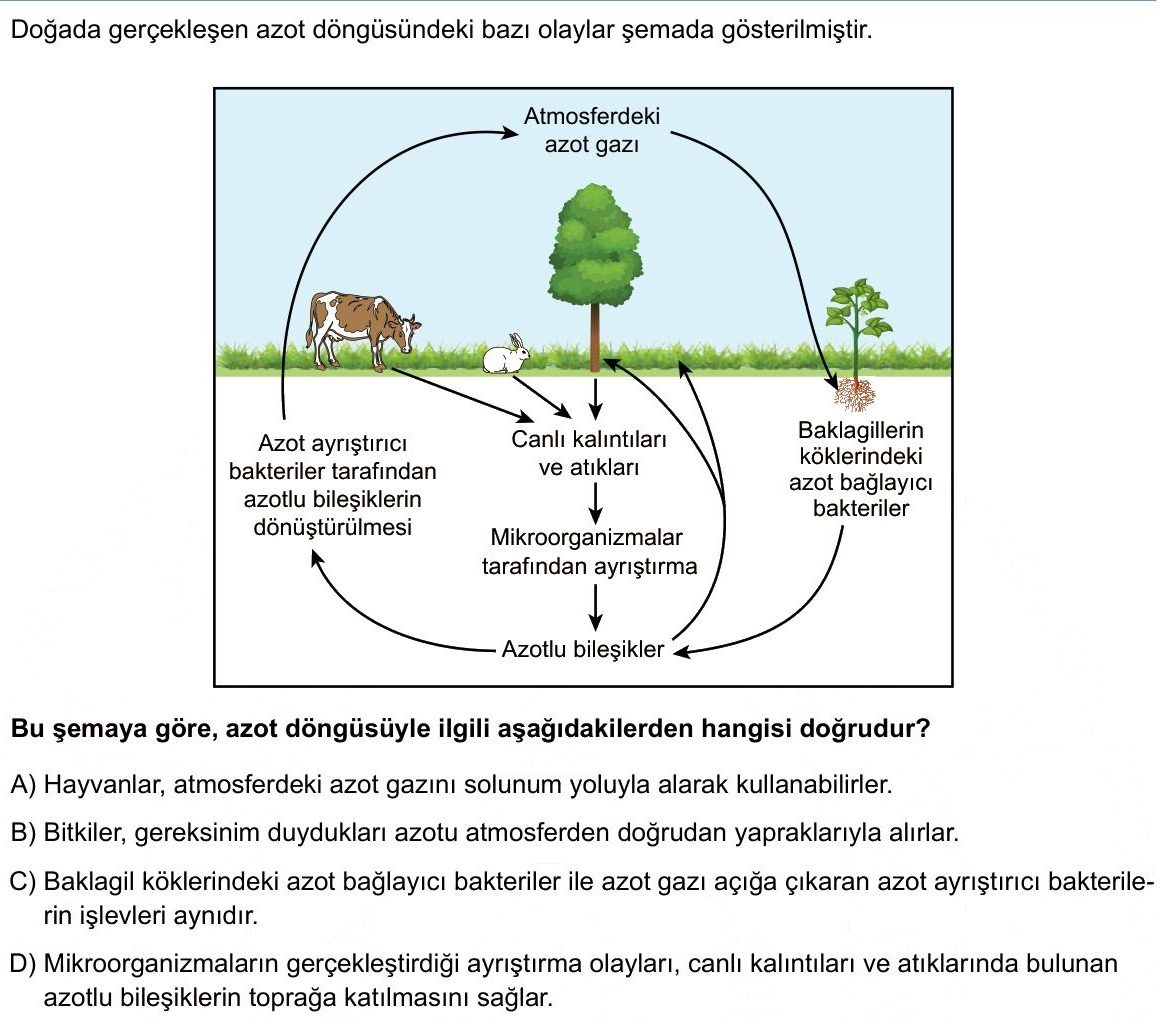 Doğada gerçekleşen azot döngüsündeki bazı olaylar şemada gösterilmiştir.
Atmosferdeki
azot gazı
Azot ayrıştırıcı
bakteriler tarafından
azotlu bileşiklerin
dönüştürülmesi
Canlı kalıntıları
ve atıkları
Mikroorganizmalar
tarafından ayrıştırma
Azotlu bileşikler
Baklagillerin
köklerindeki
azot bağlayıcı
bakteriler
Bu şemaya göre, azot döngüsüyle ilgili aşağıdakilerden hangisi doğrudur?
A) Hayvanlar, atmosferdeki azot gazını solunum yoluyla alarak kullanabilirler.
B) Bitkiler, gereksinim duydukları azotu atmosferden doğrudan yapraklarıyla alırlar.
C) Baklagil köklerindeki azot bağlayıcı bakteriler ile azot gazı açığa çıkaran azot ayrıştırıcı bakterile-
rin işlevleri aynıdır.
D) Mikroorganizmaların gerçekleştirdiği ayrıştırma olayları, canlı kalıntıları ve atıklarında bulunan
azotlu bileşiklerin toprağa katılmasını sağlar.